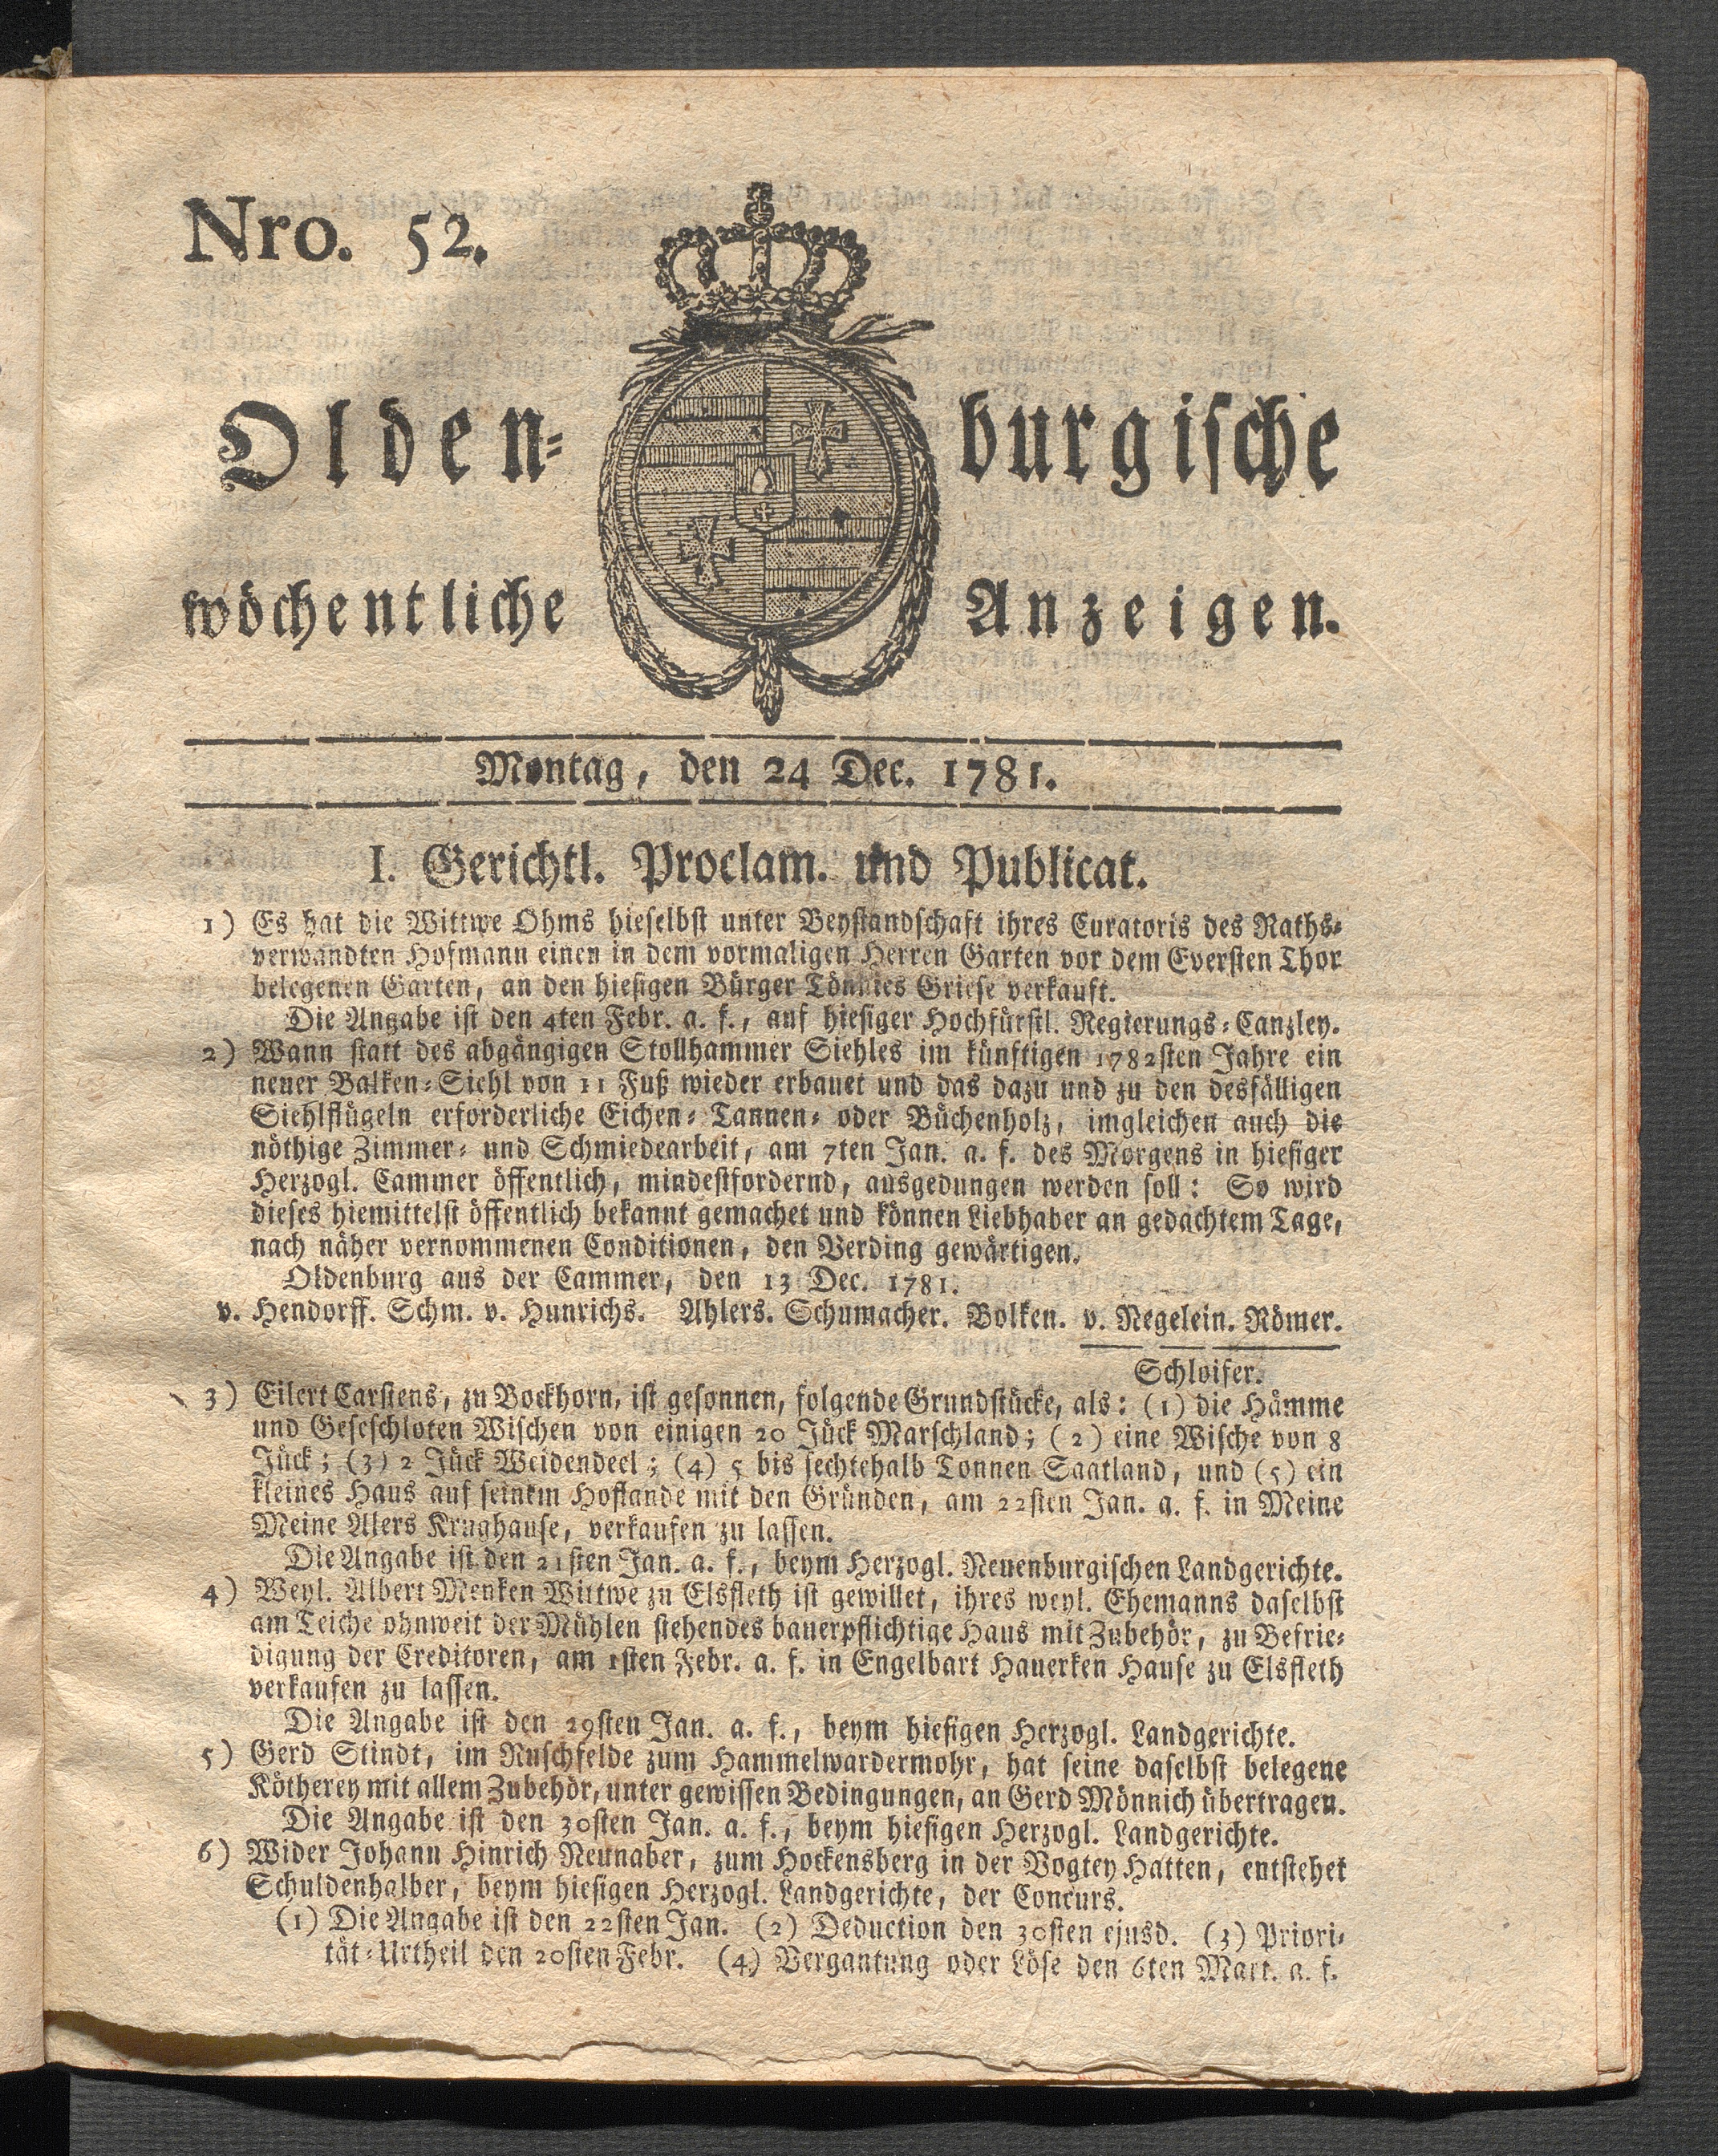 Nro. 52.
Olden⸗ burgiſche
wöchentliche Anzeigen.
Montag, den 24 Dec. 1781.
I. Gerichtl. Proclam. und Publicat.
1) Es hat die Wittwe Ohms hieſelbſt unter Beyſtandſchaft ihres Curatoris des Raths⸗
verwandten Hofmann einen in dem vormaligen Herren Garten vor dem Everſten Thor
belegenen Garten, an den hieſigen Bürger Tönnies Grieſe verkauft.
Die Angabe iſt den 4ten Febr. a. f., auf hieſiger Hochfürſtl. Regierungs⸗Canzley.
2) Wann ſtatt des abgängigen Stollhammer Siehles im künftigen 1782ſten Jahre ein
neuer Balken⸗Siehl von 11 Fuß wieder erbauet und das dazu und zu den desfälligen
Siehlflügeln erforderliche Eichen⸗ Tannen⸗ oder Büchenholz, imgleichen auch die
nöthige Zimmer⸗ und Schmiedearbeit, am 7ten Jan. a. f. des Morgens in hieſiger
Herzogl. Cammer öffentlich, mindeſtfordernd, ausgedungen werden ſoll: So wird
dieſes hiemittelſt öffentlich bekannt gemachet und können Liebhaber an gedachtem Tage,
nach näher vernommenen Conditionen, den Verding gewärtigen.
Oldenburg aus der Cammer, den 13 Dec. 1781.
v. Hendorff. Schm. v. Hunrichs. Ahlers. Schumacher. Bolken. v. Negelein. Römer.
Schloifer.
3) Eilert Carſtens, zu Bockhorn, iſt geſonnen, folgende Grundſtücke, als: (1) die Hämme
und Geſeſchloten Wiſchen von einigen 20 Jück Marſchland; (2) eine Wiſche von 8
Jück; (3) 2 Jück Weidendeel; (4) 5 bis ſechtehalb Tonnen Saatland, und (5) ein
kleines Haus auf ſeinem Hoflande mit den Gründen, am 22ſten Jan. a. f. in Meine
Meine Alers Krughauſe, verkaufen zu laſſen.
Die Angabe iſt den 21ſten Jan. a. f., beym Herzogl. Neuenburgiſchen Landgerichte.
4) Weyl. Albert Menken Wittwe zu Elsfleth iſt gewillet, ihres weyl. Ehemanns daſelbſt
am Teiche ohnweit der Mühlen ſtehendes bauerpflichtige Haus mit Zubehör, zu Befrie⸗
digung der Creditoren, am 1ſten Febr. a. f. in Engelbart Hauerken Hauſe zu Elsfleth
verkaufen zu laſſen.
Die Angabe iſt den 29ſten Jan. a. f., beym hieſigen Herzogl. Landgerichte.
5) Gerd Stindt, im Ruſchfelde zum Hammelwardermohr, hat ſeine daſelbſt belegene
Kötherey mit allem Zubehör, unter gewiſſen Bedingungen, an Gerd Mönnich übertragen.
Die Angabe iſt den 30ſten Jan. a. f., beym hieſigen Herzogl. Landgerichte.
6) Wider Johann Hinrich Neunaber, zum Hockensberg in der Vogtey Hatten, entſtehet
Schuldenhalber, beym hieſigen Herzogl. Landgerichte, der Concurs.
(1) Die Angabe iſt den 22ſten Jan. (2) Deduction den 30ſten ejusd. (3) Priori⸗
tät⸗Urtheil den 20ſten Febr. (4) Vergantung oder Löſe den 6ten Mart. a. f.